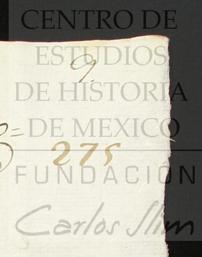 CENTRO DE
ESTUDIOS
DE HISTORIA
DE MEXICO
9.
275
FUNDACIÓN
Carlos Slim